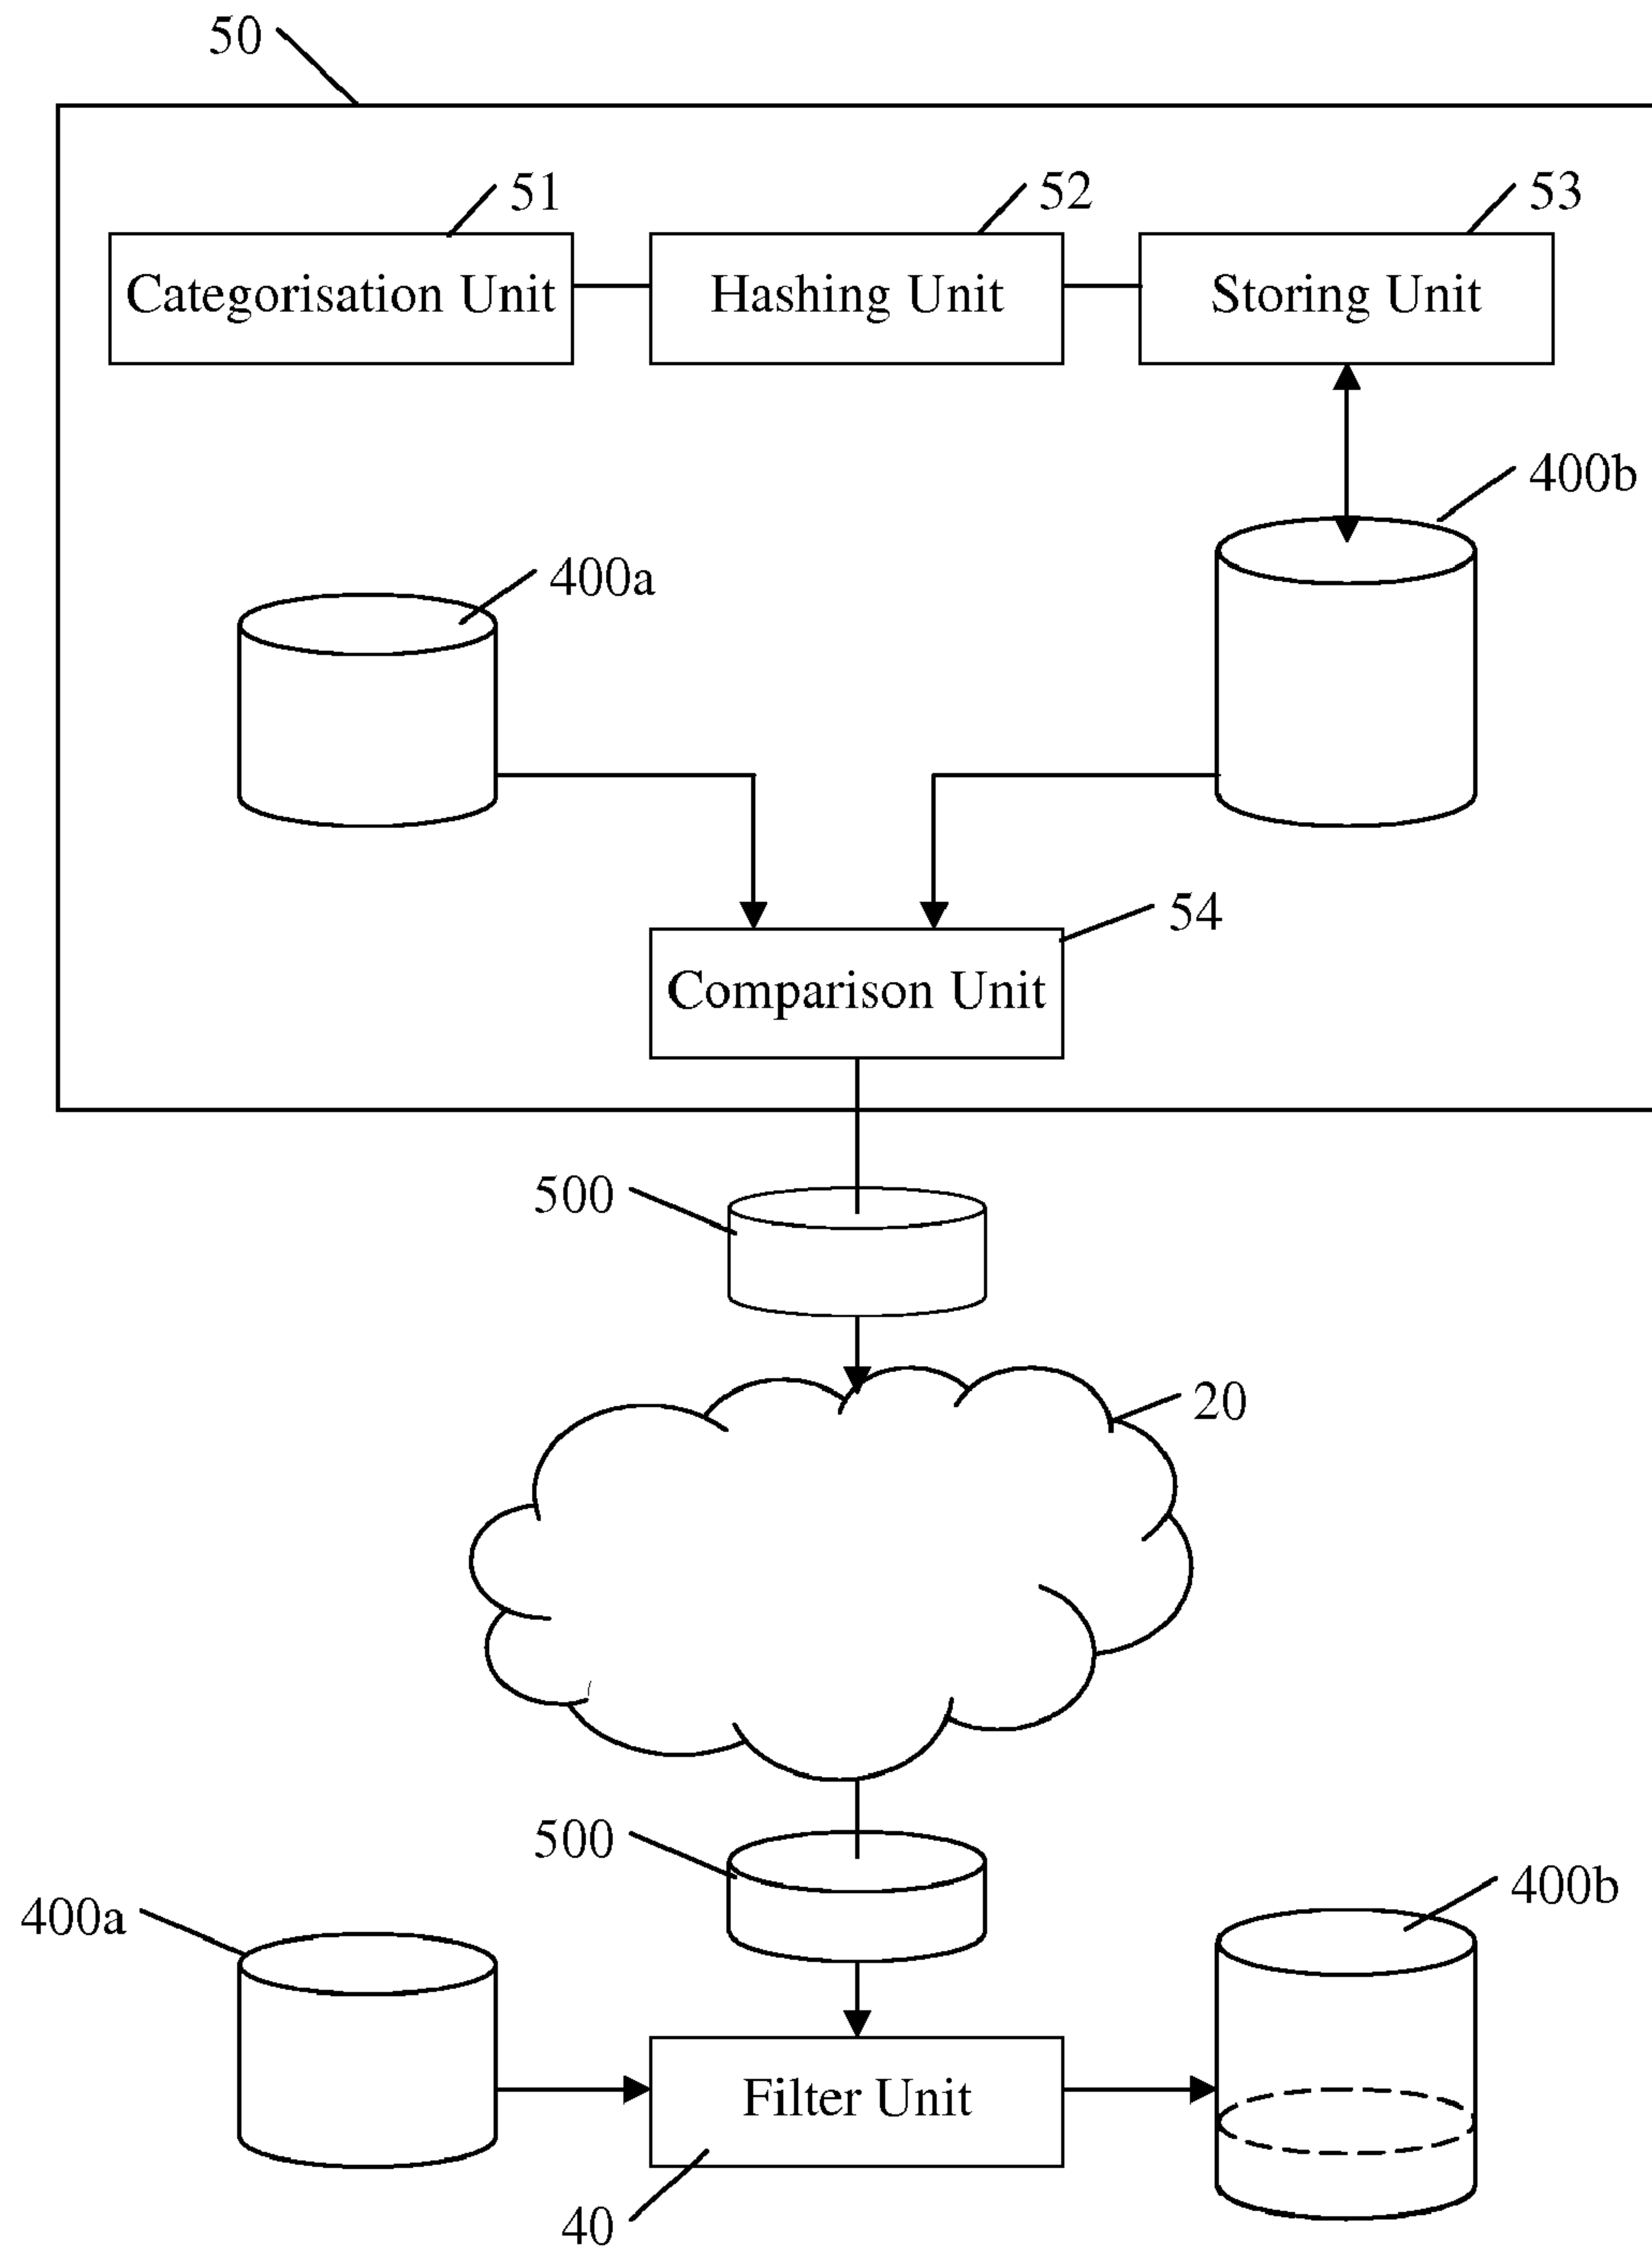 50
51
52
53
Categorisation Unit
Hashing Unit
Storing Unit
400b
400a
54
Comparison Unit
500
20
500
400b
400a
Filter Unit
40